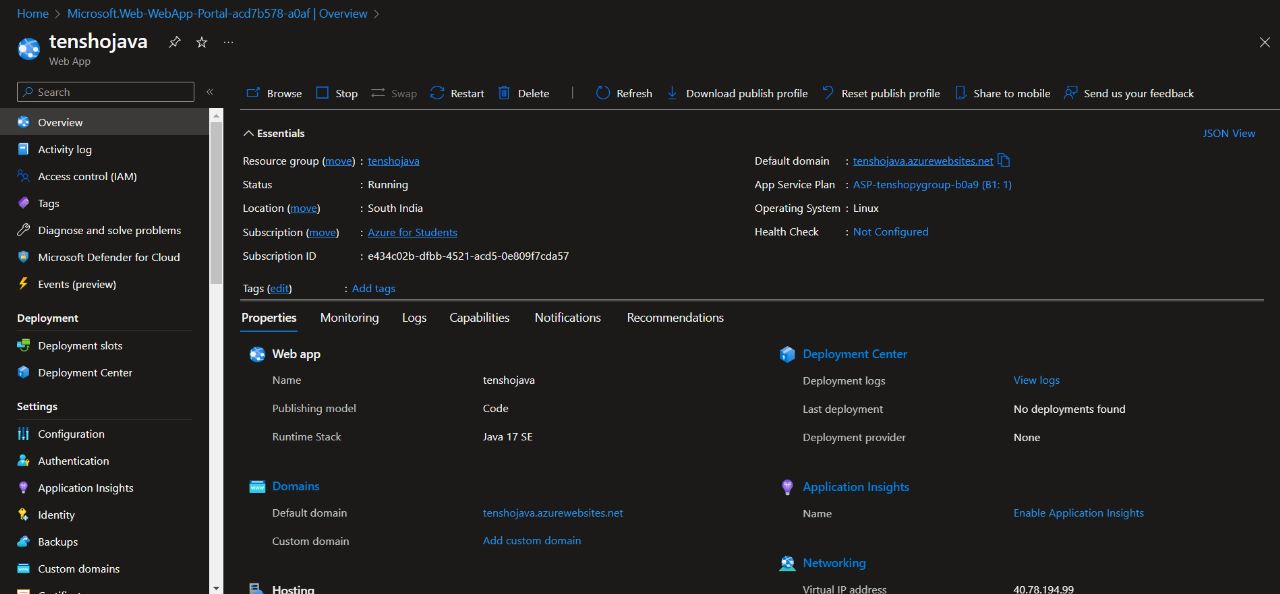 Home > Microsoft.Web-WebApp-Portal-acd7b578-a0af | Overview >
tenshojava
Web App
Search
Browse Stop Swap Restart Delete | Refresh Download publish profile Reset publish profile Share to mobile Send us your feedback
Overview
Activity log
Access control (IAM)
Tags
Diagnose and solve problems
Microsoft Defender for Cloud
Events (preview)
Deployment
Deployment slots
Deployment Center
Settings
Configuration
Authentication
Application Insights
Identity
Backups
Custom domains
Essentials
JSON View
Resource group (move) : tenshojava
Status : Running
Location (move) : South India
Subscription (move) : Azure for Students
Subscription ID : e434c02b-dfbb-4521-acd5-0e809f7cda57
Default domain : tenshojava.azurewebsites.net
App Service Plan : ASP-tenshopygroup-b0a9 (B1: 1)
Operating System : Linux
Health Check : Not Configured
Tags (edit) : Add tags
Properties Monitoring Logs Capabilities Notifications Recommendations
Web app
Name tenshojava
Publishing model Code
Runtime Stack Java 17 SE
Domains
Default domain tenshojava.azurewebsites.net
Custom domain Add custom domain
Hosting
Deployment Center
Deployment logs View logs
Last deployment No deployments found
Deployment provider None
Application Insights
Name Enable Application Insights
Networking
Virtual IP address 40.78.194.99